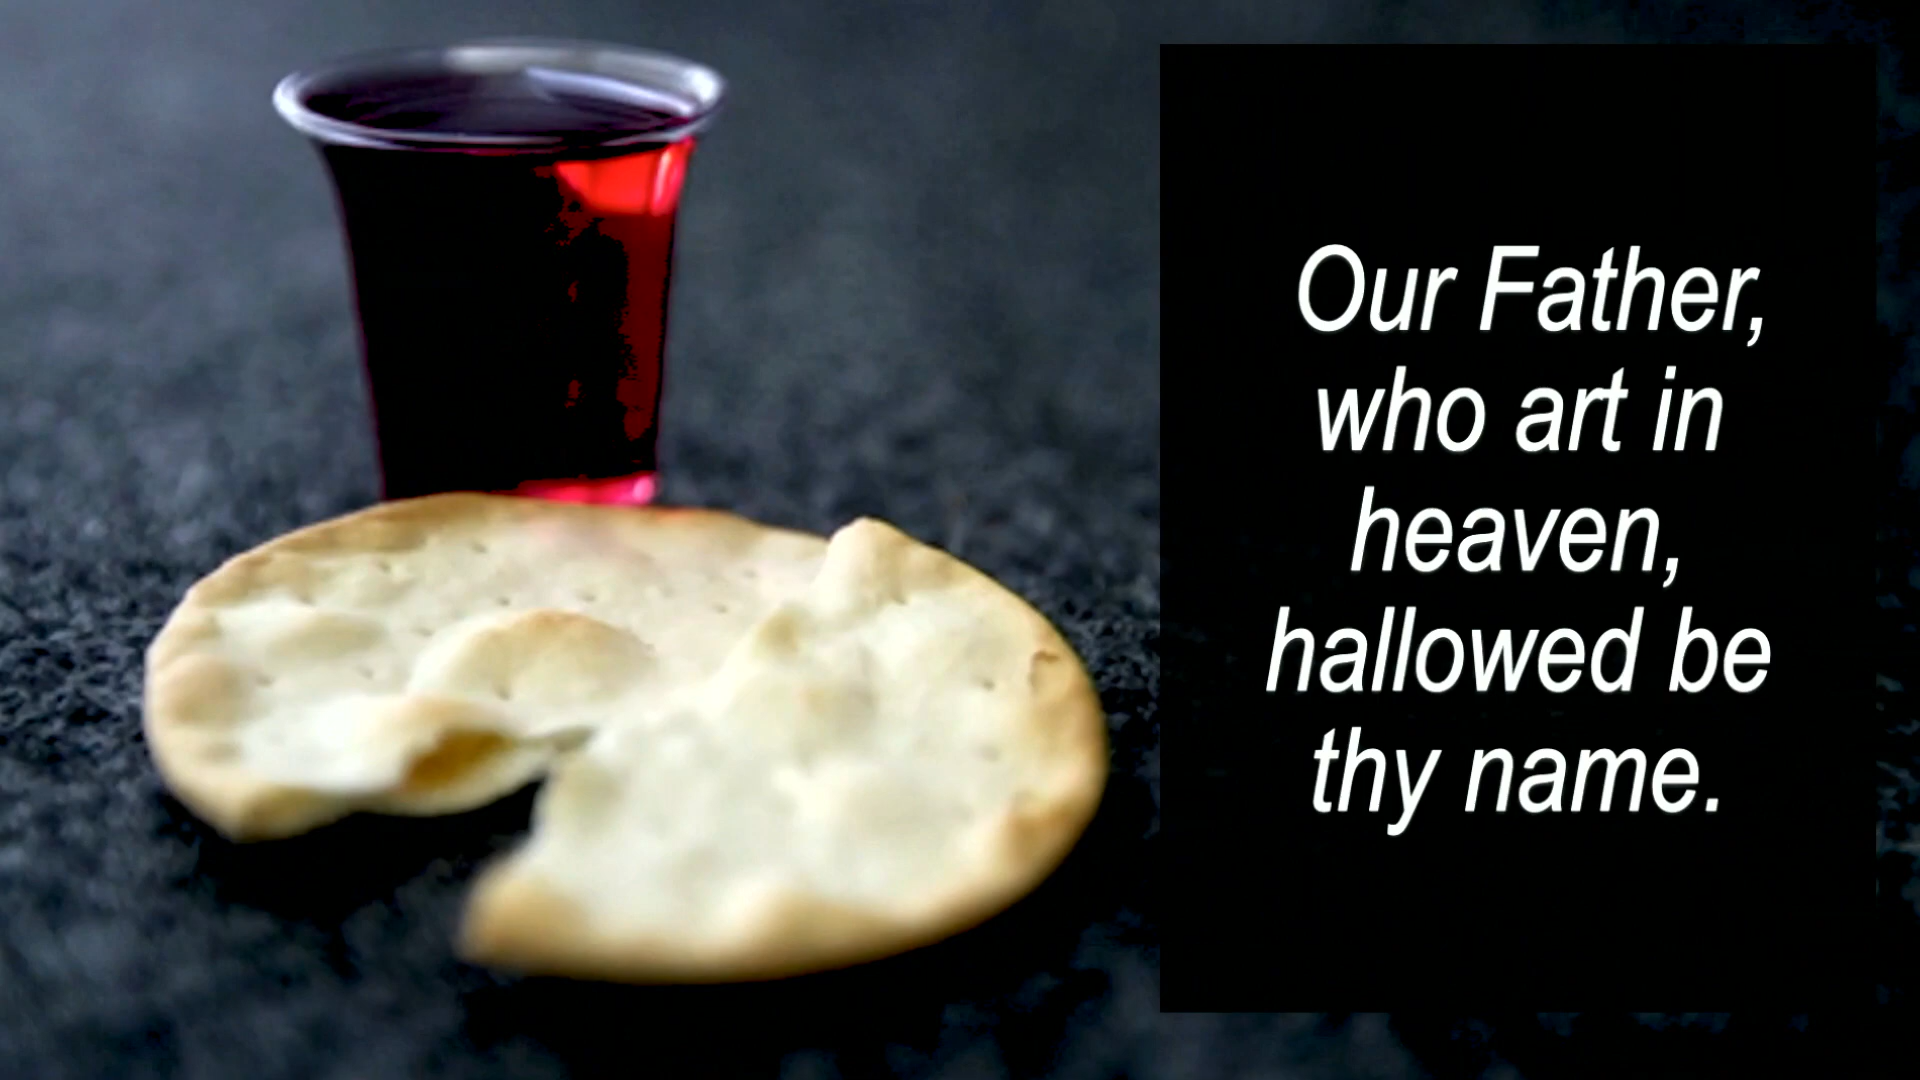 Our Father,
who art in
heaven,
hallowed be
thy name.